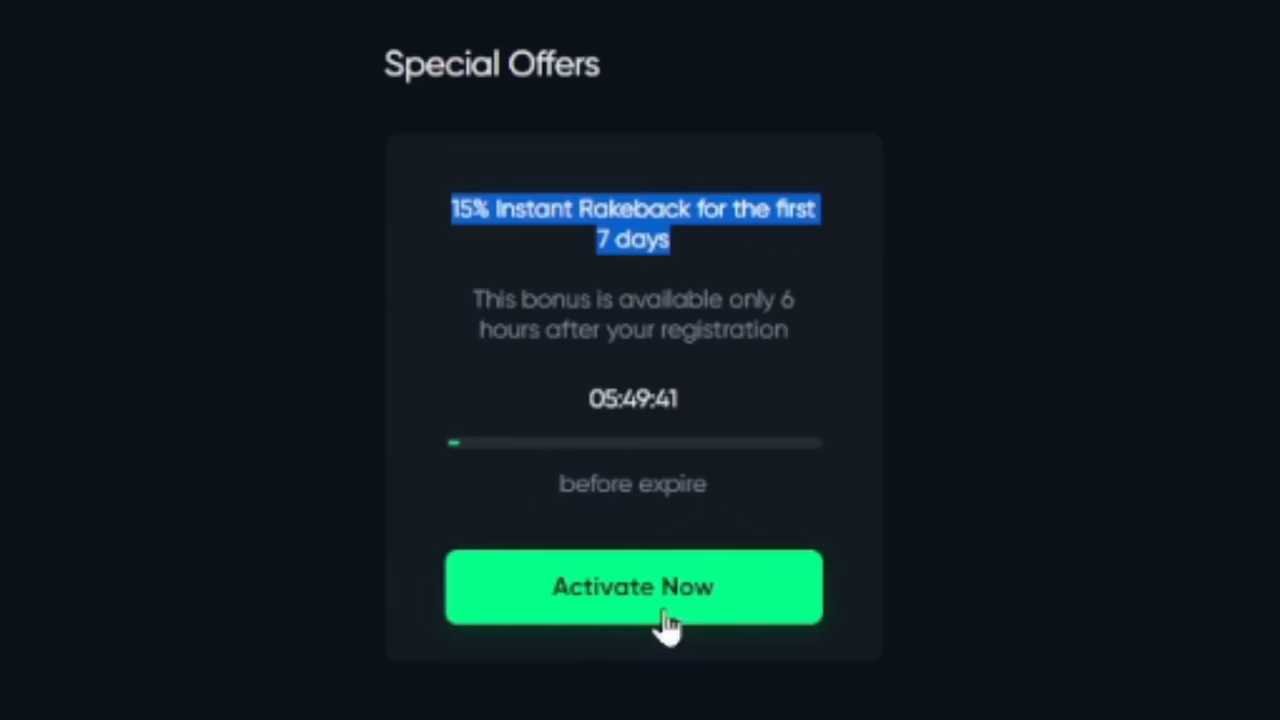 Special Offers
15% Instant Rakeback for the first
7 days
This bonus is available only 6
hours after your registration
05:49:41
before expire
Activate Now